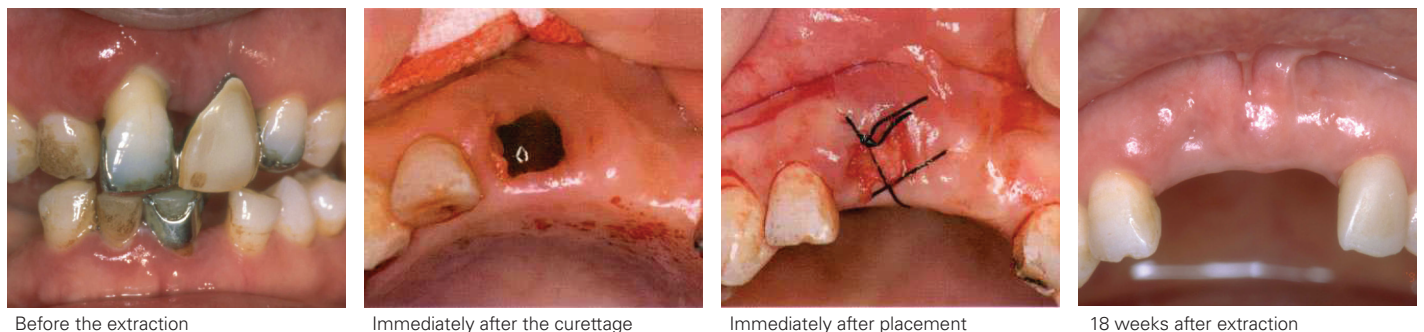 Before the extraction
Immediately after the curettage
Immediately after placement
18 weeks after extraction